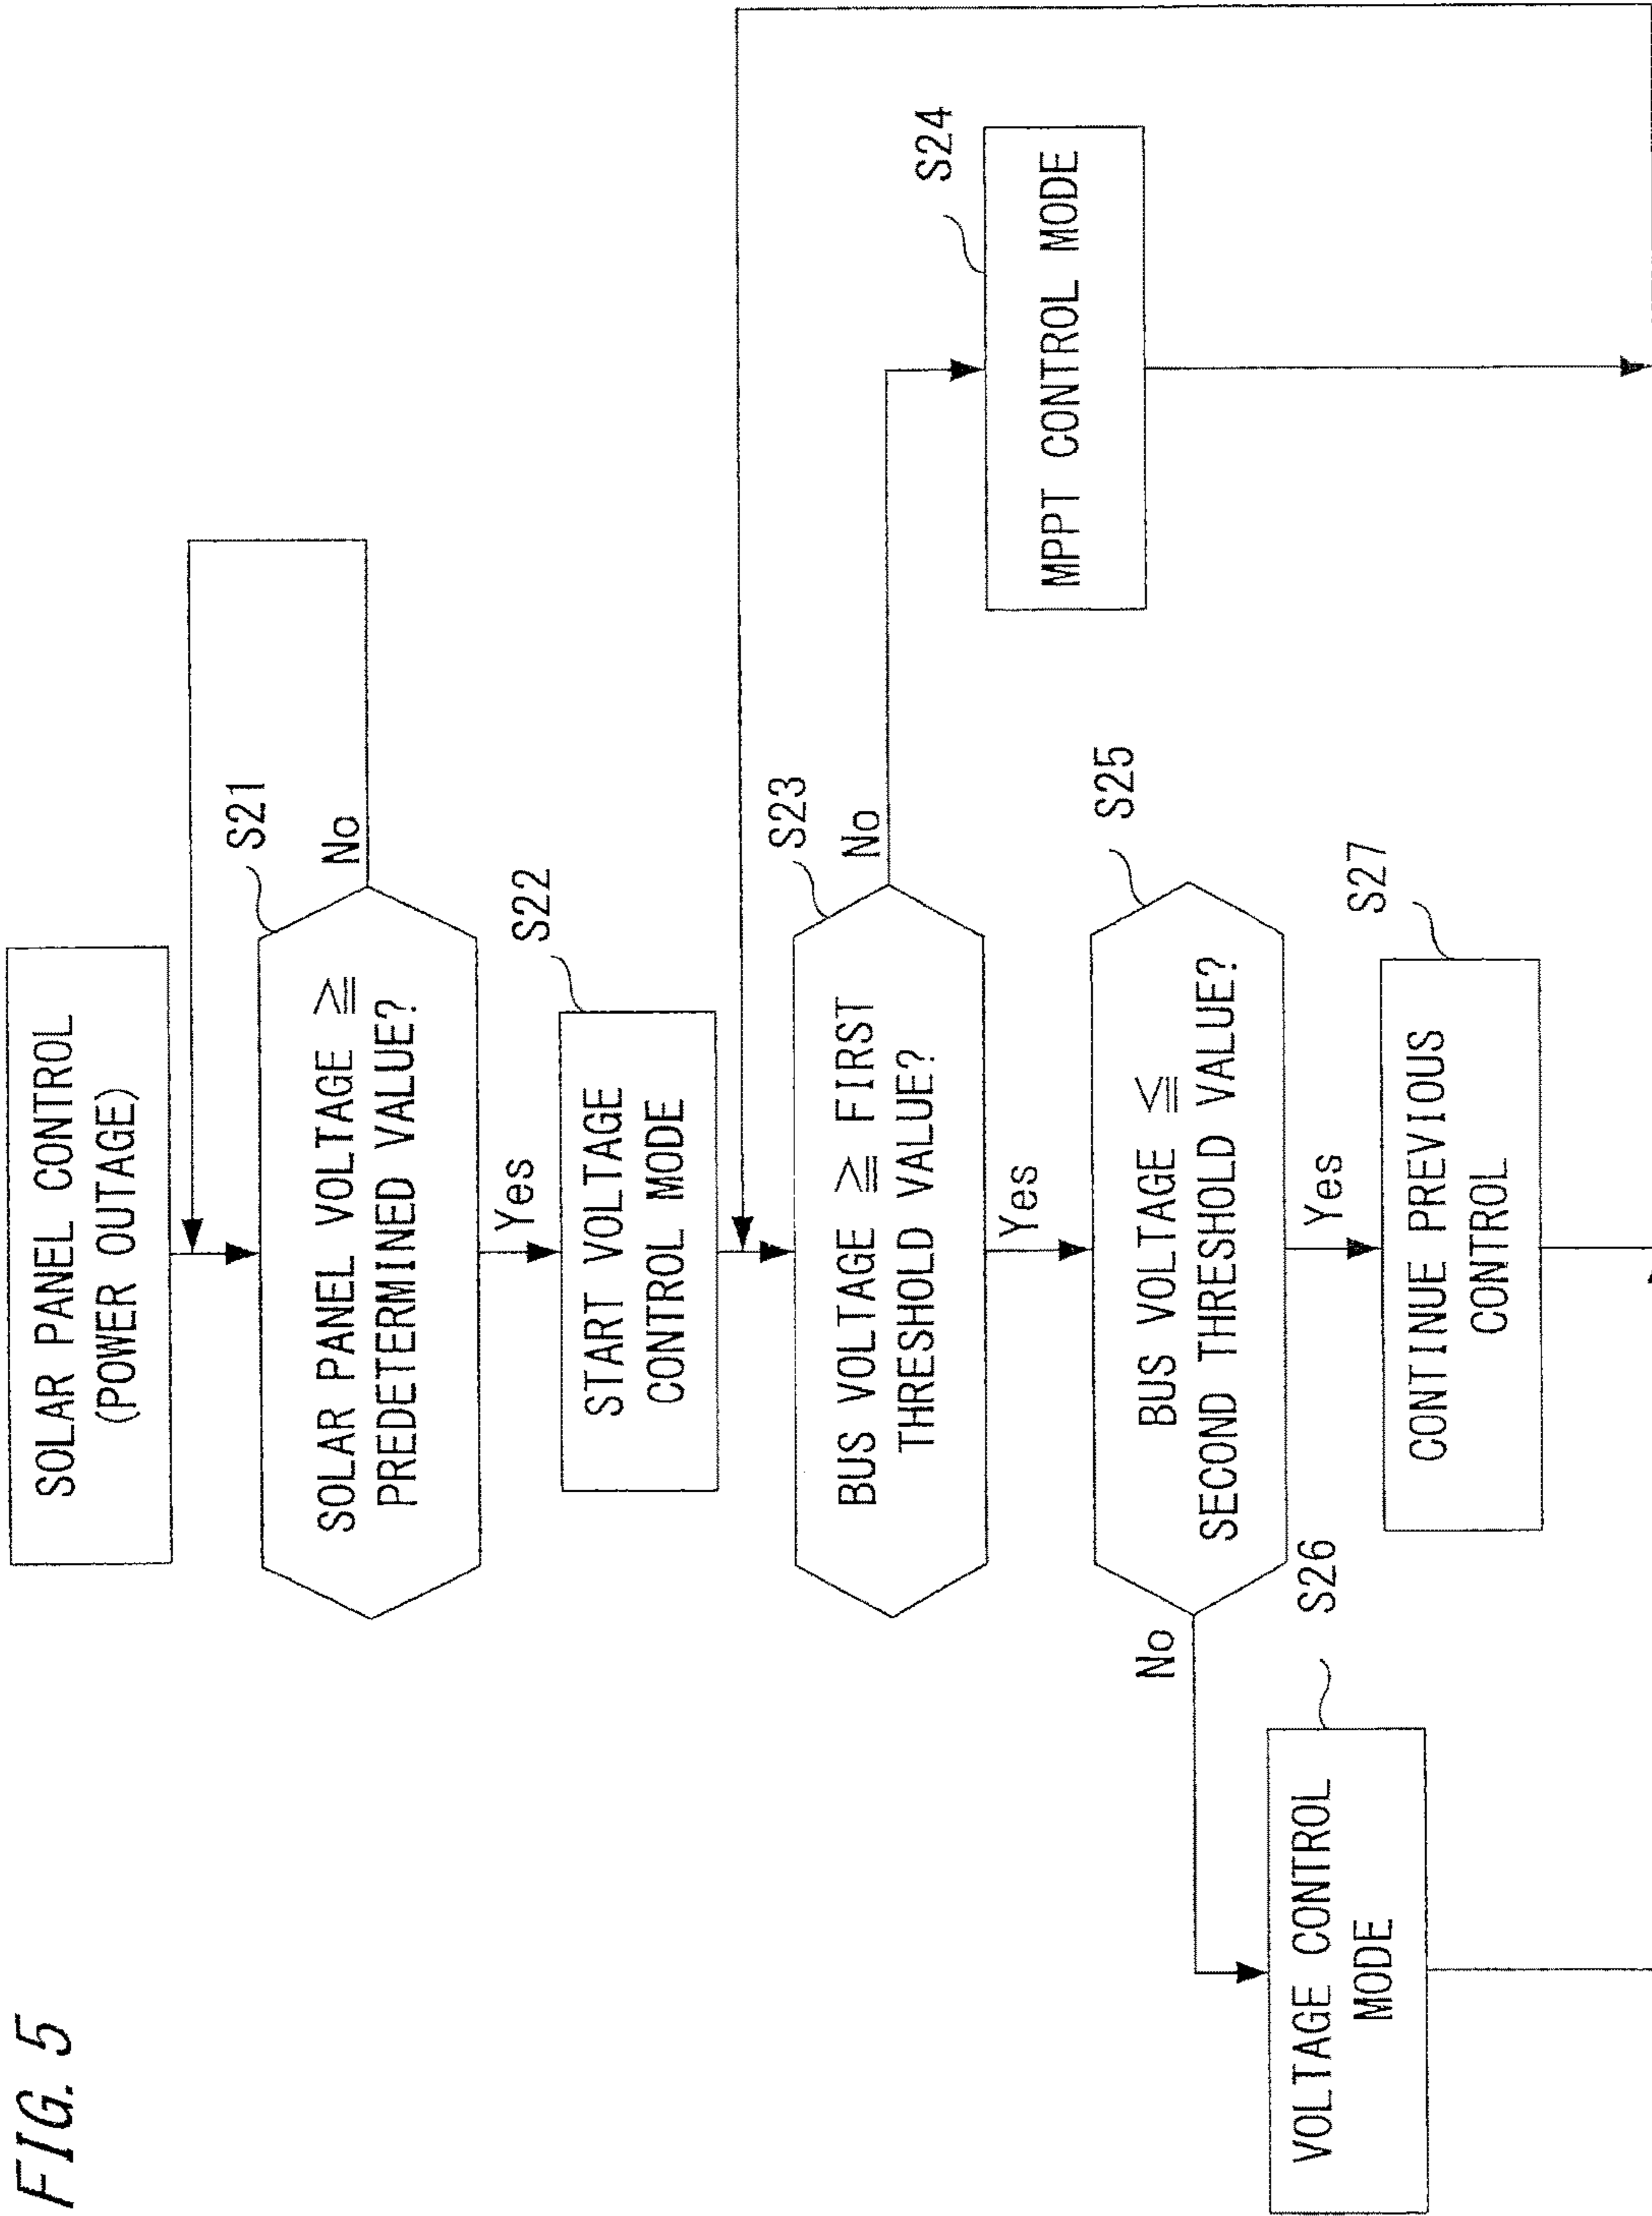 FIG. 5
SOLAR PANEL CONTROL
(POWER OUTAGE)
S21
SOLAR PANEL VOLTAGE ≧
PREDETERMINED VALUE?
No
Yes
S22
START VOLTAGE
CONTROL MODE
S23
BUS VOLTAGE ≧ FIRST
THRESHOLD VALUE?
No
Yes
S24
MPPT CONTROL MODE
S25
BUS VOLTAGE ≦
SECOND THRESHOLD VALUE?
No
Yes
S26
VOLTAGE CONTROL
MODE
S27
CONTINUE PREVIOUS
CONTROL